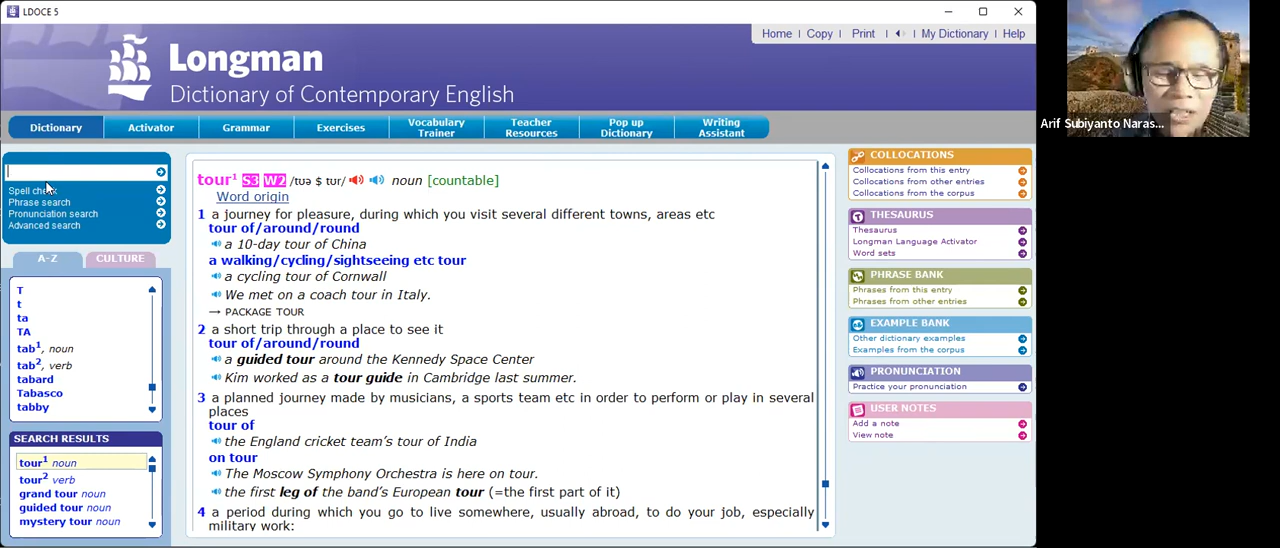 LDOCE 5
Home | Copy | Print | My Dictionary | Help
Longman
Dictionary of Contemporary English
Dictionary
Activator
Grammar
Exercises
Vocabulary
Trainer
Teacher
Resources
Pop up
Dictionary
Writing
Assistant
Spell check
Phrase search
Pronunciation search
Advanced search
A-Z
CULTURE
T
t
ta
TA
tab1, noun
tab2, verb
tabard
Tabasco
tabby
SEARCH RESULTS
tour1 noun
tour2 verb
grand tour noun
guided tour noun
mystery tour noun
tour1 S3 W2 /tʊə $ tʊr/ noun [countable]
Word origin
1 a journey for pleasure, during which you visit several different towns, areas etc
tour of/around/round
a 10-day tour of China
a walking/cycling/sightseeing etc tour
a cycling tour of Cornwall
We met on a coach tour in Italy.
→ PACKAGE TOUR
2 a short trip through a place to see it
tour of/around/round
a guided tour around the Kennedy Space Center
Kim worked as a tour guide in Cambridge last summer.
3 a planned journey made by musicians, a sports team etc in order to perform or play in several
places
tour of
the England cricket team's tour of India
on tour
The Moscow Symphony Orchestra is here on tour.
the first leg of the band's European tour (=the first part of it)
4 a period during which you go to live somewhere, usually abroad, to do your job, especially
military work:
COLLOCATIONS
Collocations from this entry
Collocations from other entries
Collocations from the corpus
THESAURUS
Thesaurus
Longman Language Activator
Word sets
PHRASE BANK
Phrases from this entry
Phrases from other entries
EXAMPLE BANK
Other dictionary examples
Examples from the corpus
PRONUNCIATION
Practice your pronunciation
USER NOTES
Add a note
View note
Arif Subiyanto Naras...